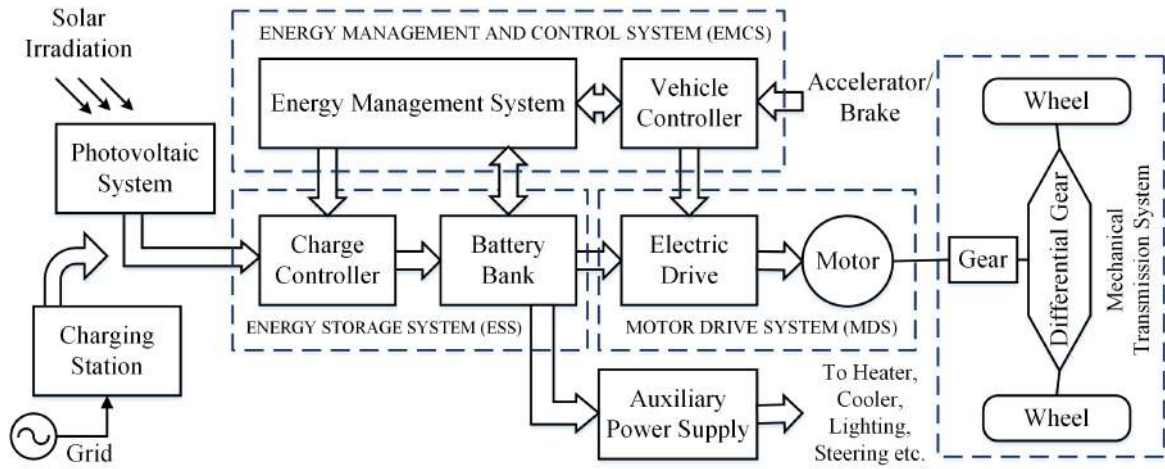 Solar
Irradiation
ENERGY MANAGEMENT AND CONTROL SYSTEM (EMCS)
Energy Management System
Vehicle
Controller
Accelerator/
Brake
Photovoltaic
System
Charge
Controller
Battery
Bank
Electric
Drive
Motor
Gear
Wheel
Differential Gear
Wheel
Mechanical
Transmission System
ENERGY STORAGE SYSTEM (ESS)
MOTOR DRIVE SYSTEM (MDS)
Charging
Station
Grid
Auxiliary
Power Supply
To Heater,
Cooler,
Lighting,
Steering etc.